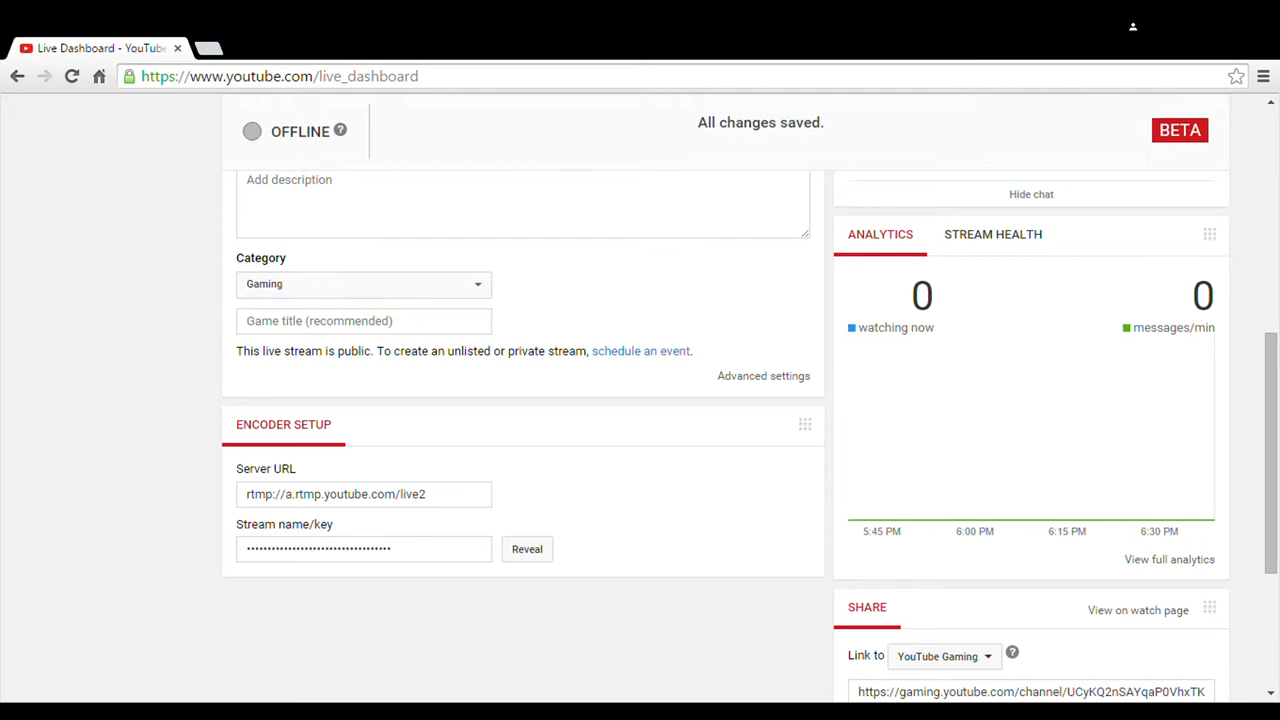 Live Dashboard - YouTube
https://www.youtube.com/live_dashboard
OFFLINE ?
All changes saved.
BETA
Add description
Category
Gaming
Game title (recommended)
This live stream is public. To create an unlisted or private stream, schedule an event.
Advanced settings
ENCODER SETUP
Server URL
rtmp://a.rtmp.youtube.com/live2
Stream name/key
Reveal
Hide chat
ANALYTICS STREAM HEALTH
0 0
watching now messages/min
5:45 PM 6:00 PM 6:15 PM 6:30 PM
View full analytics
SHARE View on watch page
Link to YouTube Gaming ?
https://gaming.youtube.com/channel/UCyKQ2nSAYqaP0VhxTK